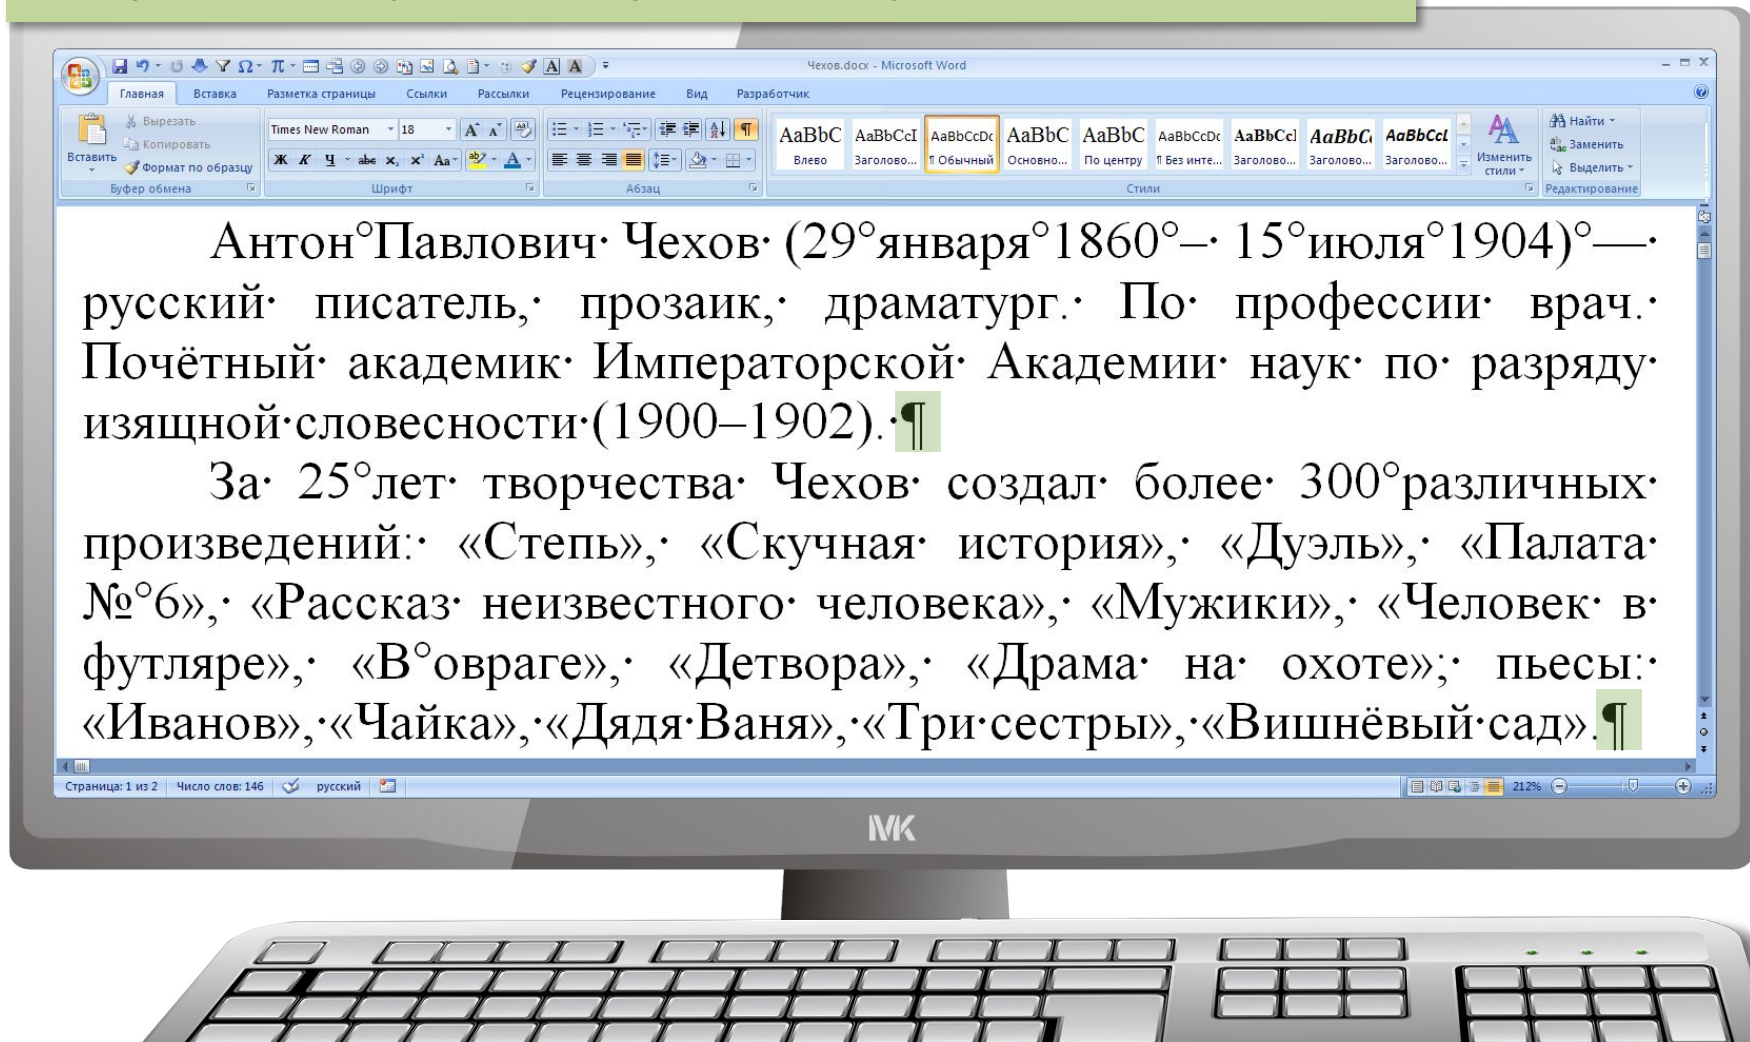 Чехов.docx - Microsoft Word
Главная Вставка Разметка страницы Ссылки Рассылки Рецензирование Вид Разработчик
Вставить
Вырезать
Копировать
Формат по образцу
Буфер обмена
Times New Roman 18
Ж К Ч abe x₂ x² Aa
Шрифт
Абзац
AaBbC AaBbCcI AaBbCcDc AaBbC AaBbC AaBbCcDc AaBbCcI AaBbCc AaBbCcL
Влево Заголово... ¶ Обычный Основно... По центру ¶ Без инте... Заголово... Заголово... Заголово...
Стили
Изменить стили
Найти
Заменить
Выделить
Редактирование
Антон°Павлович· Чехов· (29°января°1860°–· 15°июля°1904)°—·
русский· писатель,· прозаик,· драматург.· По· профессии· врач.·
Почётный· академик· Императорской· Академии· наук· по· разряду·
изящной·словесности·(1900–1902).·¶
За· 25°лет· творчества· Чехов· создал· более· 300°различных·
произведений:· «Степь»,· «Скучная· история»,· «Дуэль»,· «Палата·
№°6»,· «Рассказ· неизвестного· человека»,· «Мужики»,· «Человек· в·
футляре»,· «В°овраге»,· «Детвора»,· «Драма· на· охоте»;· пьесы:·
«Иванов»,·«Чайка»,·«Дядя·Ваня»,·«Три·сестры»,·«Вишнёвый·сад».¶
Страница: 1 из 2 Число слов: 146 русский 212%
МК